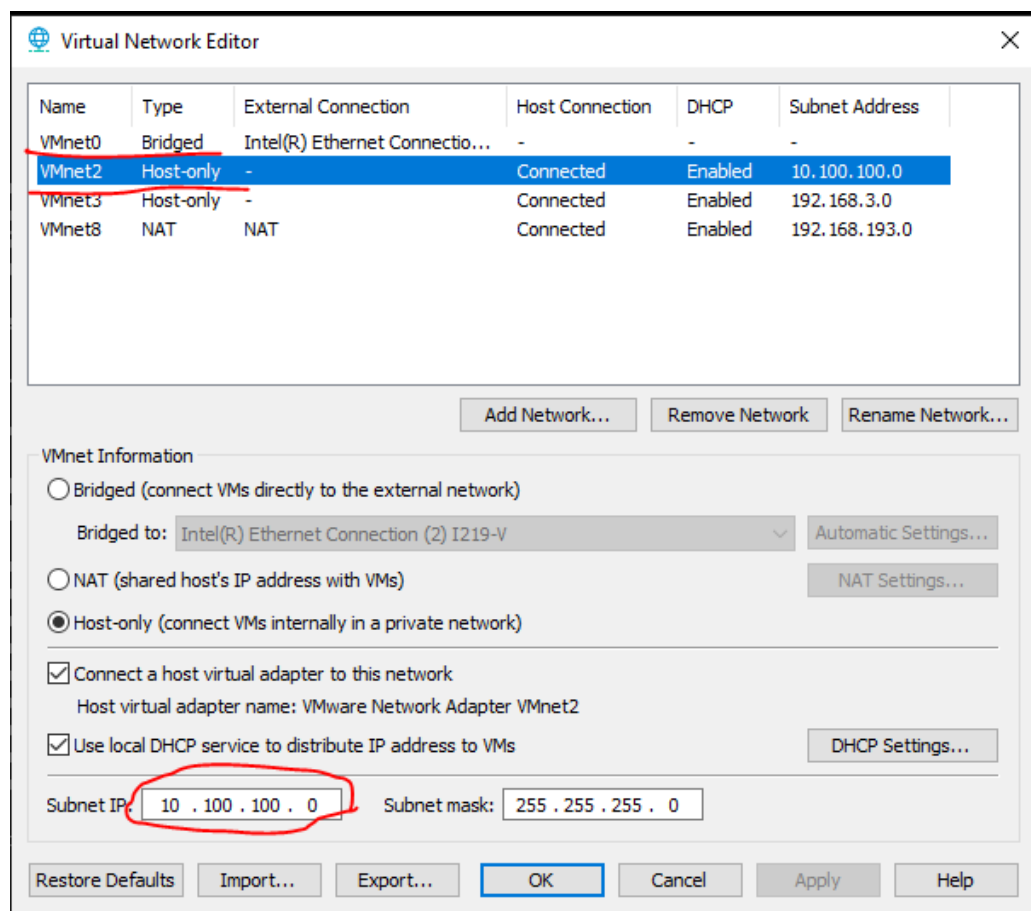 Virtual Network Editor
Name Type External Connection Host Connection DHCP Subnet Address
VMnet0 Bridged Intel(R) Ethernet Connectio... - - -
VMnet2 Host-only - Connected Enabled 10.100.100.0
VMnet3 Host-only - Connected Enabled 192.168.3.0
VMnet8 NAT NAT Connected Enabled 192.168.193.0
Add Network... Remove Network Rename Network...
VMnet Information
Bridged (connect VMs directly to the external network)
Bridged to: Intel(R) Ethernet Connection (2) I219-V Automatic Settings...
NAT (shared host's IP address with VMs) NAT Settings...
Host-only (connect VMs internally in a private network)
Connect a host virtual adapter to this network
Host virtual adapter name: VMware Network Adapter VMnet2
Use local DHCP service to distribute IP address to VMs DHCP Settings...
Subnet IP: 10 . 100 . 100 . 0 Subnet mask: 255 . 255 . 255 . 0
Restore Defaults Import... Export... OK Cancel Apply Help